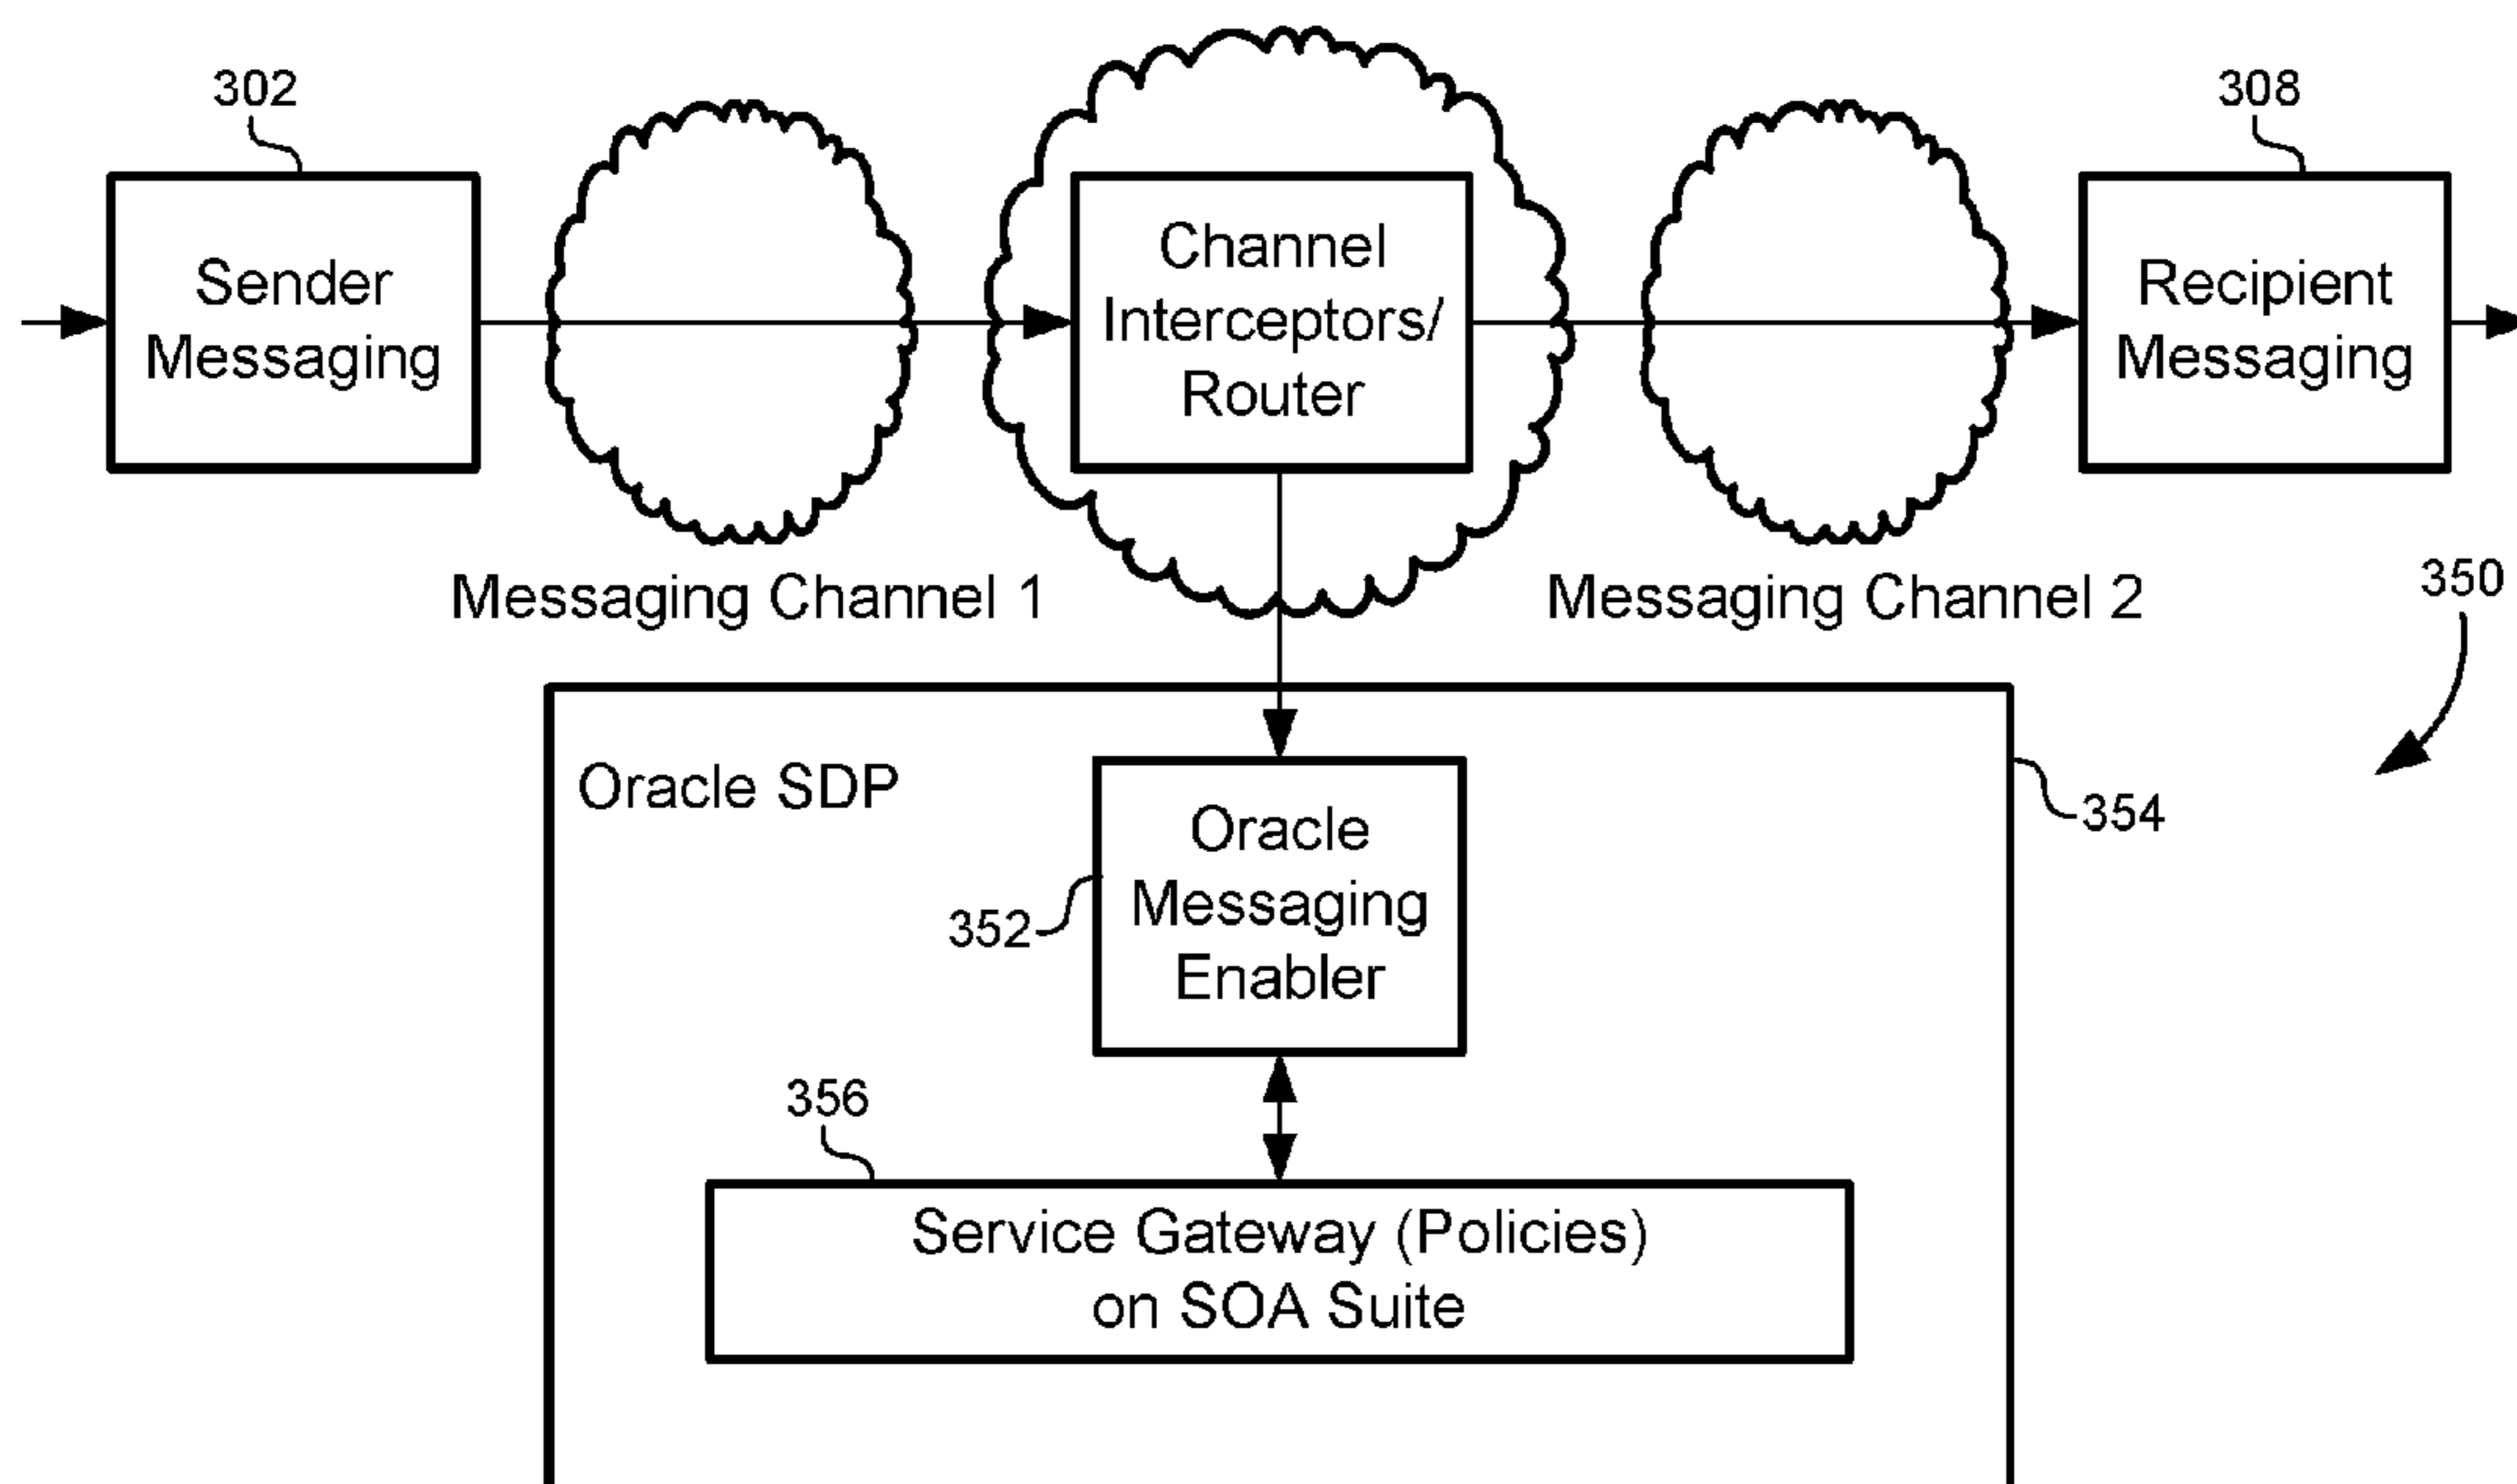 302
308
Sender
Messaging
Channel
Interceptors/
Router
Recipient
Messaging
Messaging Channel 1
Messaging Channel 2
350
Oracle SDP
354
Oracle
Messaging
Enabler
352
356
Service Gateway (Policies)
on SOA Suite